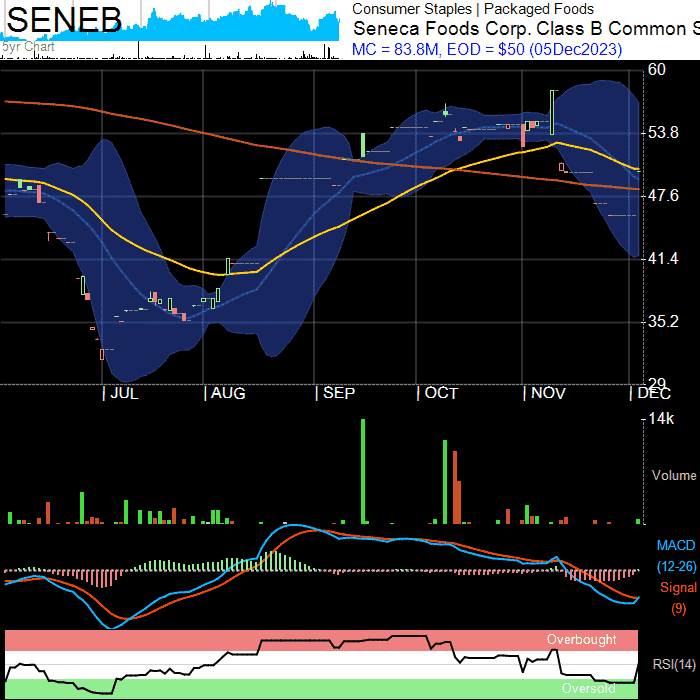 SENEB
5yr Chart
Consumer Staples | Packaged Foods
Seneca Foods Corp. Class B Common S
MC = 83.8M, EOD = $50 (05Dec2023)
60
53.8
47.6
41.4
35.2
29
JUL
AUG
SEP
OCT
NOV
DEC
14k
Volume
MACD
(12-26)
Signal
(9)
Overbought
RSI(14)
Oversold